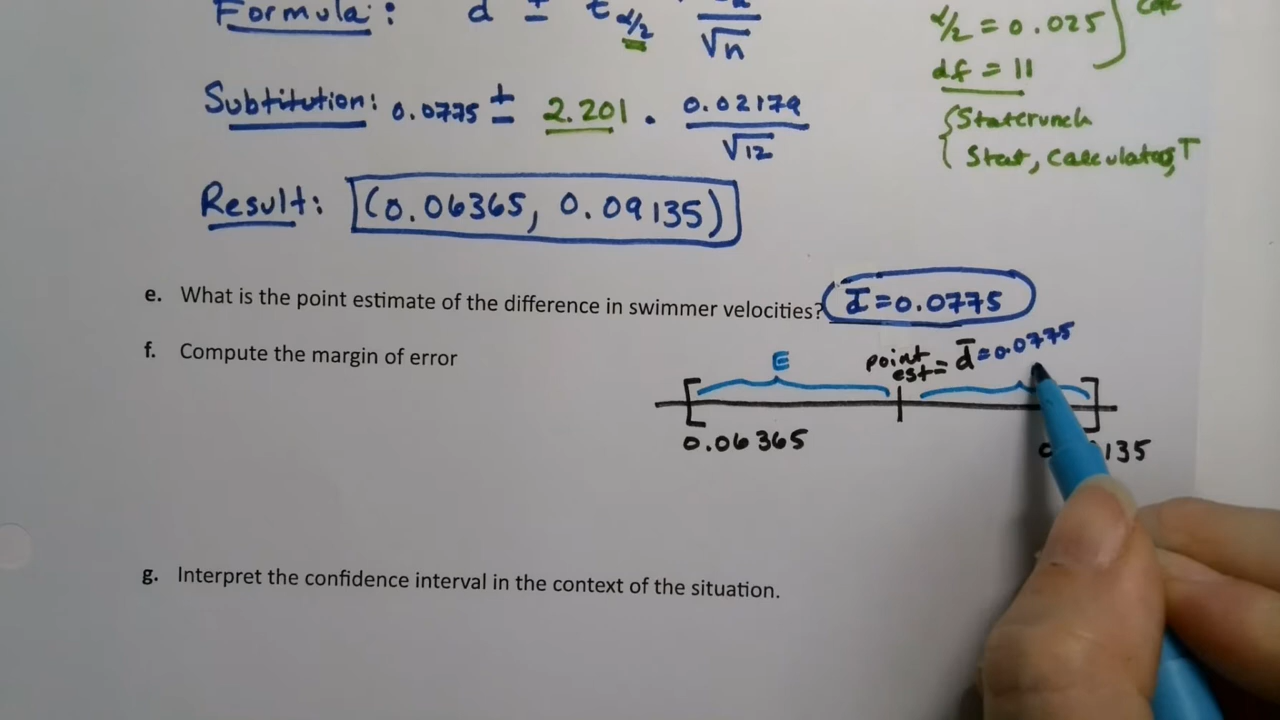 Formula: d̄ ± t α/2 √n
α/2 = 0.025
df = 11
Subtitution: 0.0775 ± 2.201 · 0.02179 / √12
{Statcrunch
Stat, Calculators, T
Result: (0.06365, 0.09135)
e. What is the point estimate of the difference in swimmer velocities? d̄ = 0.0775
f. Compute the margin of error
E
point est = d̄ = 0.0775
0.06365
135
g. Interpret the confidence interval in the context of the situation.